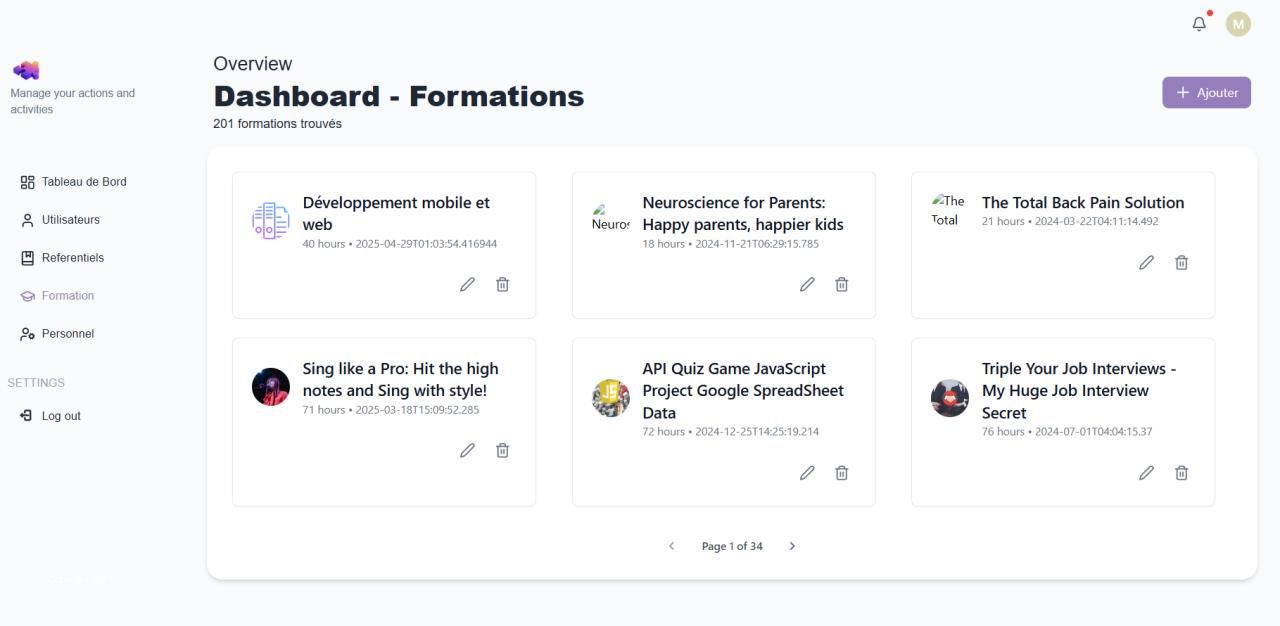 M
Manage your actions and
activities
Overview
Dashboard - Formations
201 formations trouvés
Ajouter
Tableau de Bord
Utilisateurs
Referentiels
Formation
Personnel
SETTINGS
Log out
Développement mobile et
web
40 hours • 2025-04-29T01:03:54.416944
Neuros
Neuroscience for Parents:
Happy parents, happier kids
18 hours • 2024-11-21T06:29:15.785
The
Total
The Total Back Pain Solution
21 hours • 2024-03-22T04:11:14.492
Sing like a Pro: Hit the high
notes and Sing with style!
71 hours • 2025-03-18T15:09:52.285
JS
API Quiz Game JavaScript
Project Google SpreadSheet
Data
72 hours • 2024-12-25T14:25:19.214
Triple Your Job Interviews -
My Huge Job Interview
Secret
76 hours • 2024-07-01T04:04:15.37
Page 1 of 34